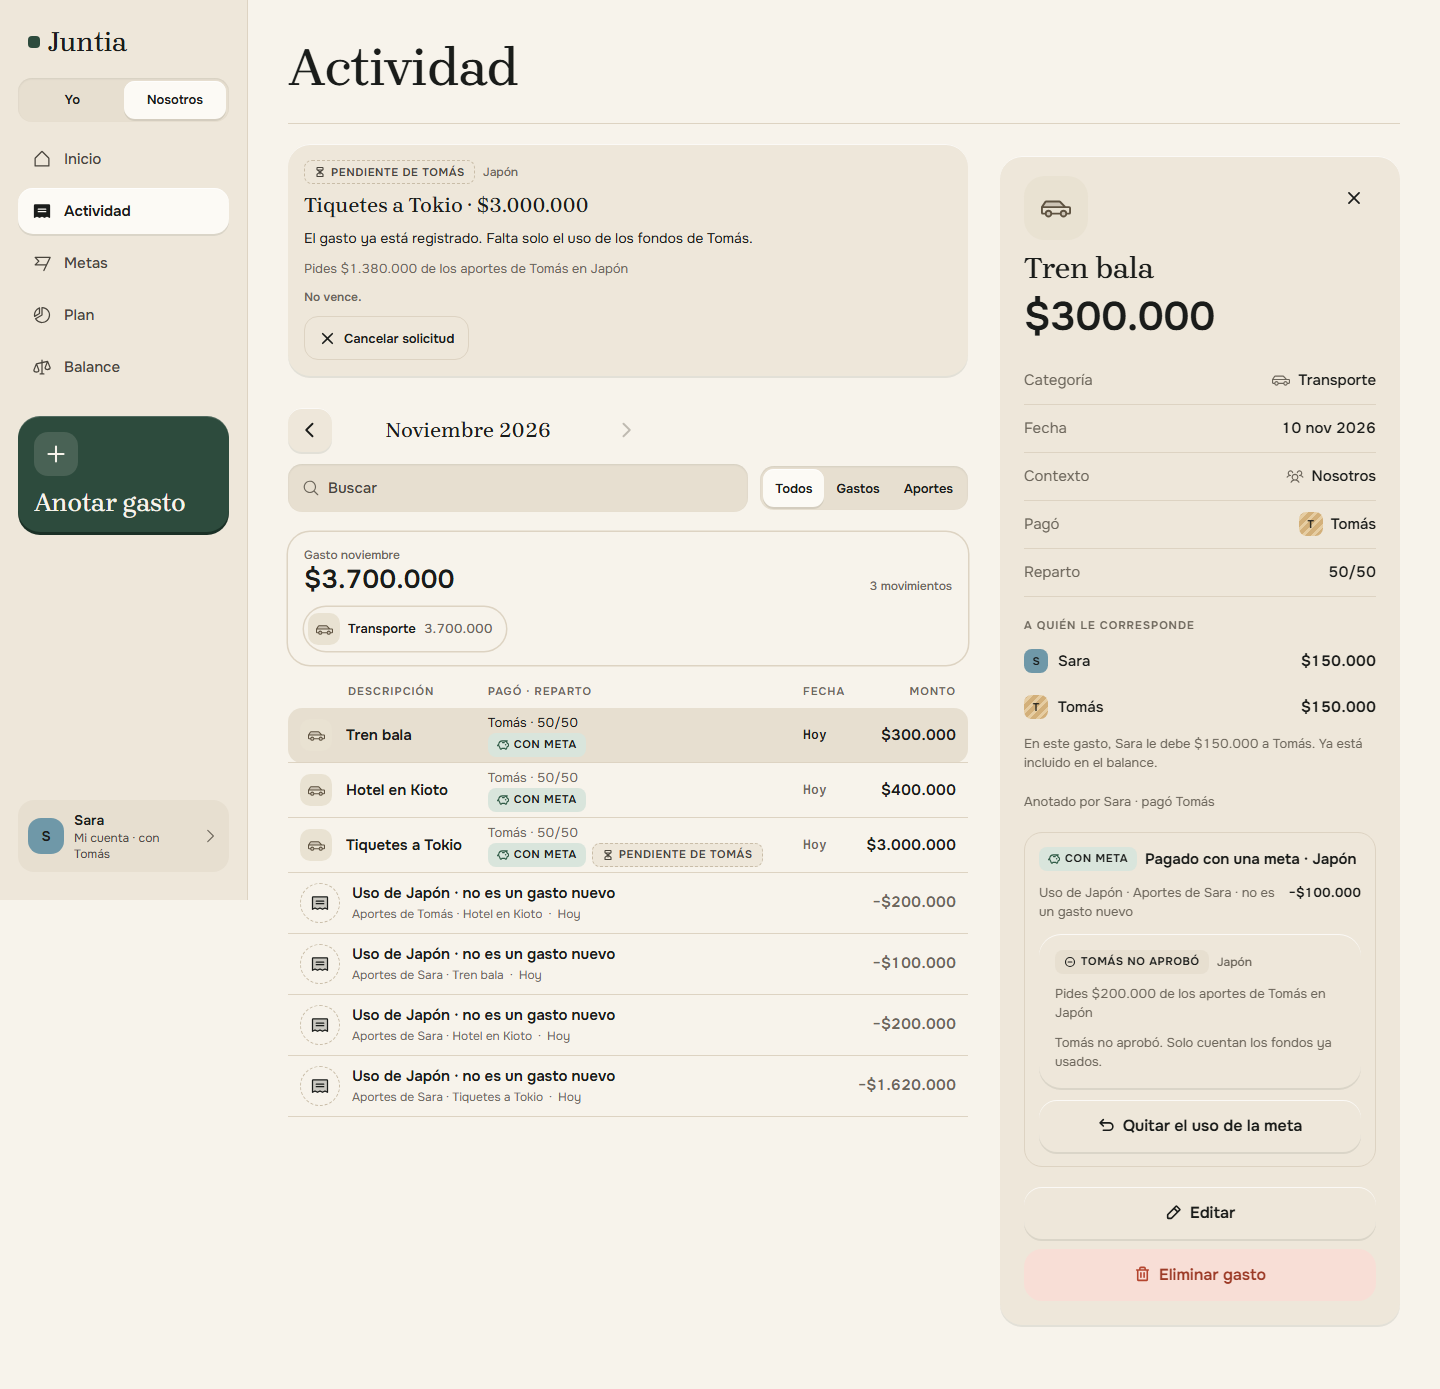 Juntia
Yo
Nosotros
Inicio
Actividad
Metas
Plan
Balance
Anotar gasto
S
Sara
Mi cuenta · con
Tomás
Actividad
PENDIENTE DE TOMÁS
Japón
Tiquetes a Tokio · $3.000.000
El gasto ya está registrado. Falta solo el uso de los fondos de Tomás.
Pides $1.380.000 de los aportes de Tomás en Japón
No vence.
Cancelar solicitud
Noviembre 2026
Buscar
Todos
Gastos
Aportes
Gasto noviembre
$3.700.000
3 movimientos
Transporte 3.700.000
DESCRIPCIÓN
PAGÓ · REPARTO
FECHA
MONTO
Tren bala
Tomás · 50/50
CON META
Hoy
$300.000
Hotel en Kioto
Tomás · 50/50
CON META
Hoy
$400.000
Tiquetes a Tokio
Tomás · 50/50
CON META
PENDIENTE DE TOMÁS
Hoy
$3.000.000
Uso de Japón · no es un gasto nuevo
Aportes de Tomás · Hotel en Kioto · Hoy
−$200.000
Uso de Japón · no es un gasto nuevo
Aportes de Sara · Tren bala · Hoy
−$100.000
Uso de Japón · no es un gasto nuevo
Aportes de Sara · Hotel en Kioto · Hoy
−$200.000
Uso de Japón · no es un gasto nuevo
Aportes de Sara · Tiquetes a Tokio · Hoy
−$1.620.000
Tren bala
$300.000
Categoría
Transporte
Fecha
10 nov 2026
Contexto
Nosotros
Pagó
T
Tomás
Reparto
50/50
A QUIÉN LE CORRESPONDE
S
Sara
$150.000
T
Tomás
$150.000
En este gasto, Sara le debe $150.000 a Tomás. Ya está
incluido en el balance.
Anotado por Sara · pagó Tomás
CON META
Pagado con una meta · Japón
Uso de Japón · Aportes de Sara · no es
un gasto nuevo
−$100.000
TOMÁS NO APROBÓ
Japón
Pides $200.000 de los aportes de Tomás en
Japón
Tomás no aprobó. Solo cuentan los fondos ya
usados.
Quitar el uso de la meta
Editar
Eliminar gasto